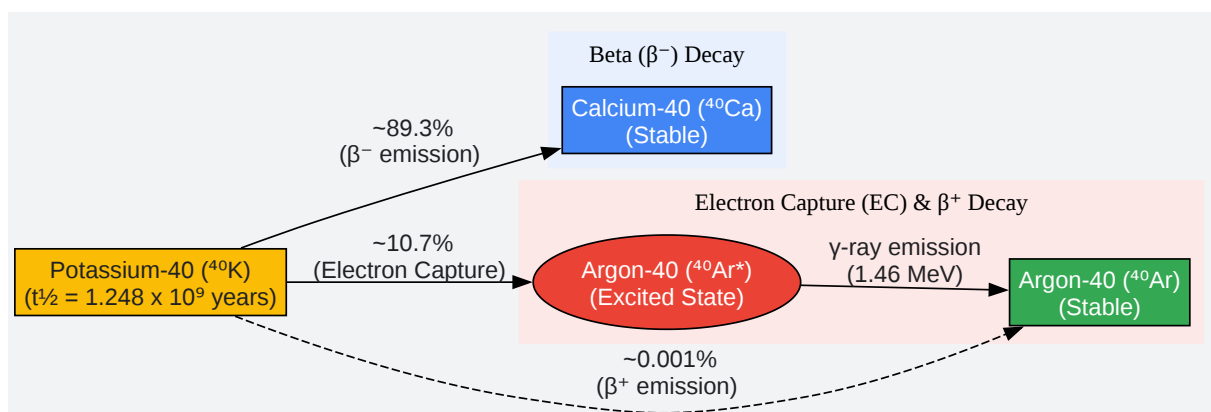 Beta (β⁻) Decay
Calcium-40 (⁴⁰Ca)
(Stable)
~89.3%
(β⁻ emission)
Electron Capture (EC) & β⁺ Decay
Potassium-40 (⁴⁰K)
(t½ = 1.248 x 10⁹ years)
~10.7%
(Electron Capture)
Argon-40 (⁴⁰Ar*)
(Excited State)
γ-ray emission
(1.46 MeV)
Argon-40 (⁴⁰Ar)
(Stable)
~0.001%
(β⁺ emission)